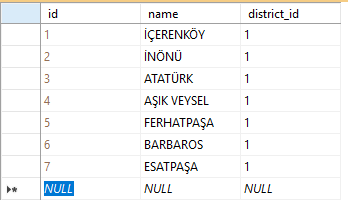 id name district_id
1 İÇERENKÖY 1
2 İNÖNÜ 1
3 ATATÜRK 1
4 AŞIK VEYSEL 1
5 FERHATPAŞA 1
6 BARBAROS 1
7 ESATPAŞA 1
NULL NULL NULL